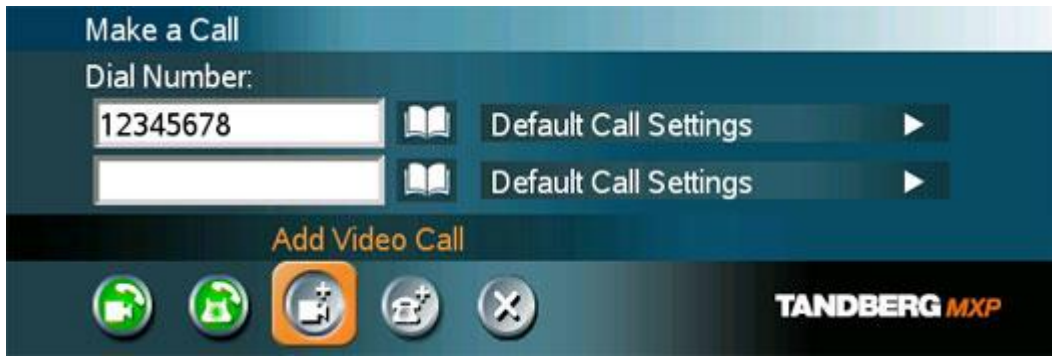 Make a Call
Dial Number:
12345678 Default Call Settings
Default Call Settings
Add Video Call
TANDBERG MXP